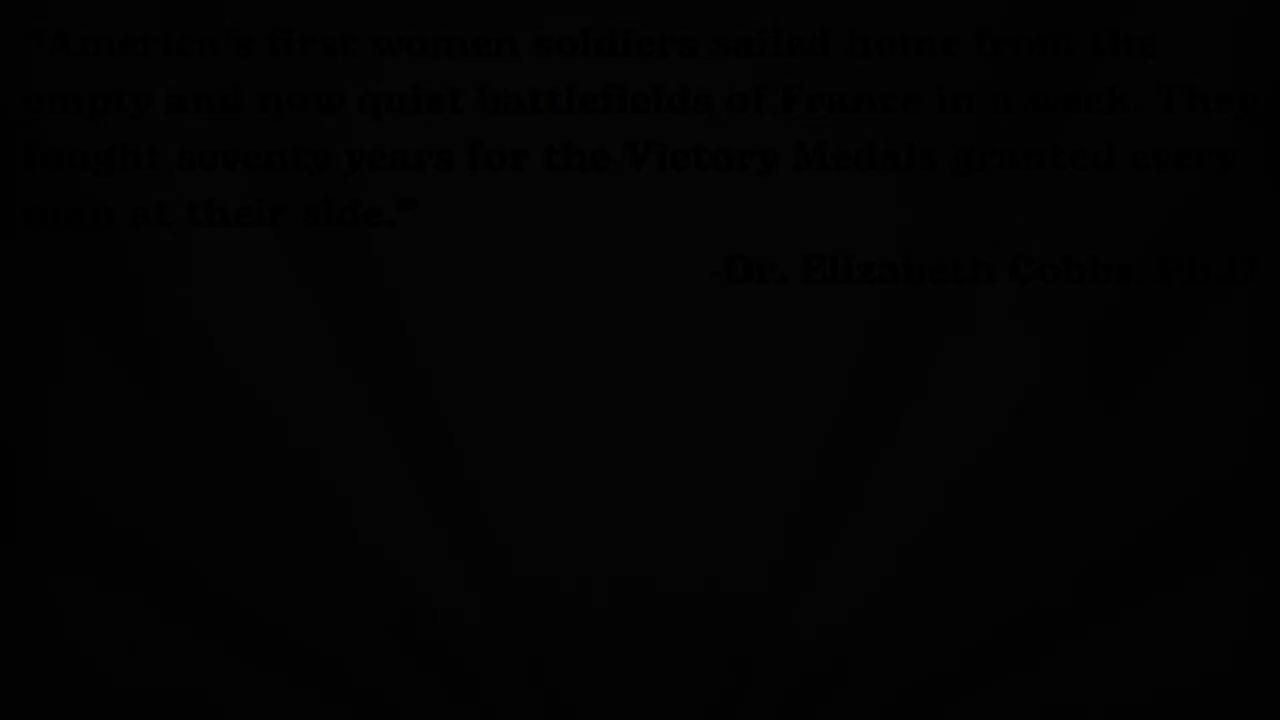 "America's first women soldiers sailed home from the
empty and now quiet battlefields of France in a week. They
fought seventy years for the Victory Medals granted every
man at their side."
-Dr. Elizabeth Cobbs, Ph.D